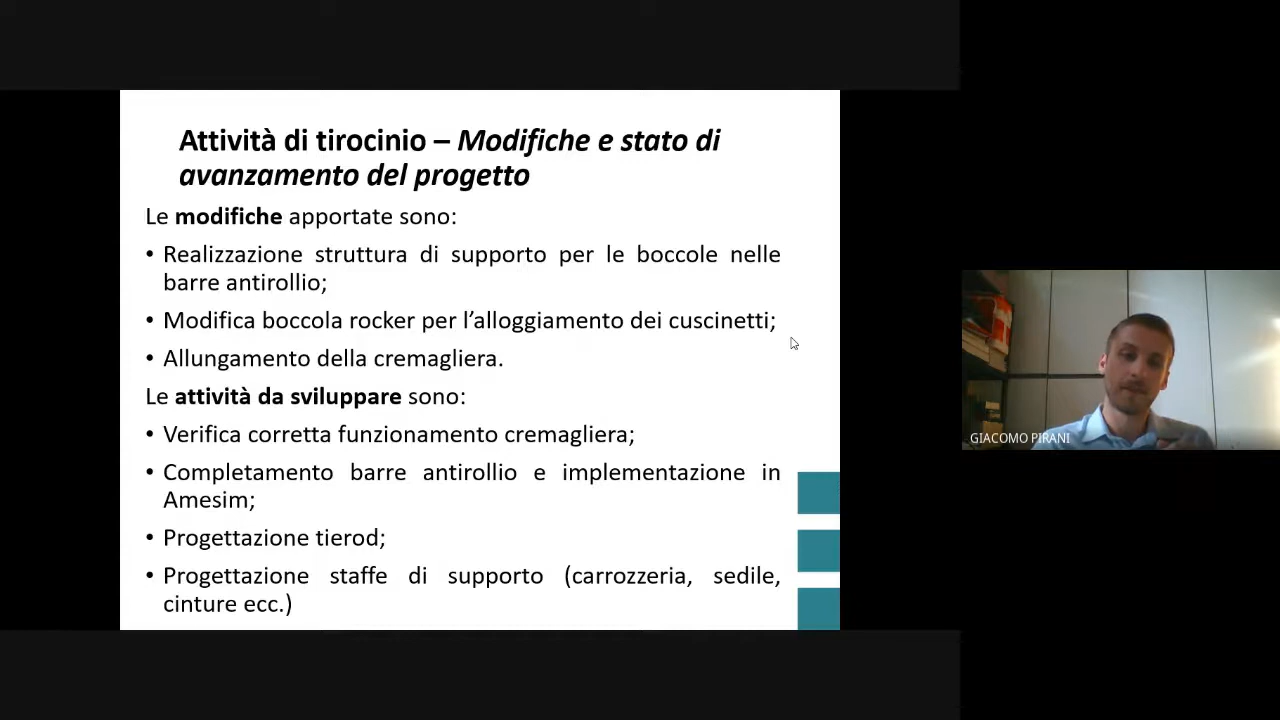 Attività di tirocinio – Modifiche e stato di
avanzamento del progetto
Le modifiche apportate sono:
• Realizzazione struttura di supporto per le boccole nelle
barre antirollio;
• Modifica boccola rocker per l’alloggiamento dei cuscinetti;
• Allungamento della cremagliera.
Le attività da sviluppare sono:
• Verifica corretta funzionamento cremagliera;
• Completamento barre antirollio e implementazione in
Amesim;
• Progettazione tierod;
• Progettazione staffe di supporto (carrozzeria, sedile,
cinture ecc.)
GIACOMO PIRANI